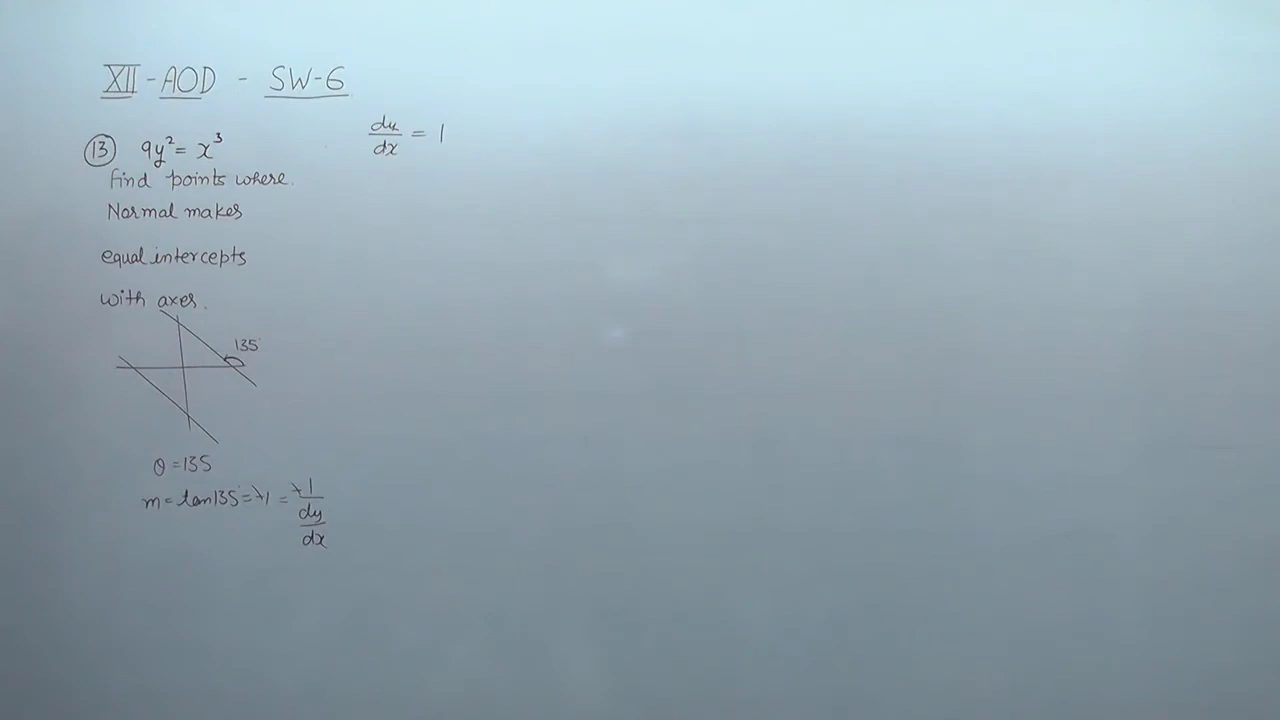 XII - AOD - SW-6
13 9y² = x³
find points where.
Normal makes
equal intercepts
with axes.
135°
θ = 135
m = tan135° = -1 = -1/(dy/dx)
dy/dx = 1